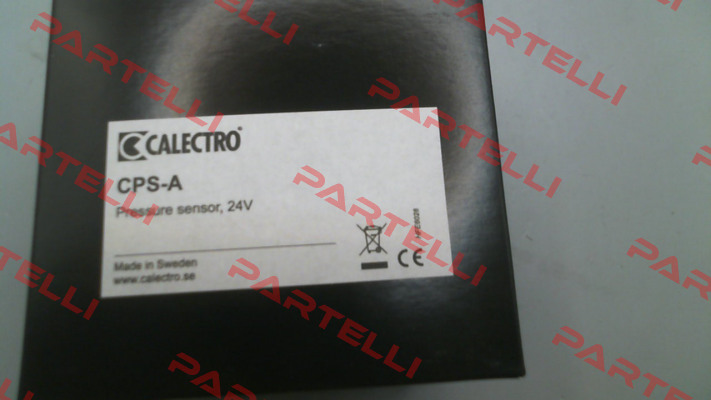 CALECTRO®
CPS-A
Pressure sensor, 24V
Made in Sweden
www.calectro.se
CE
PARTELLI
PARTELLI
PARTELLI
PARTELLI
PARTELLI
PARTELLI